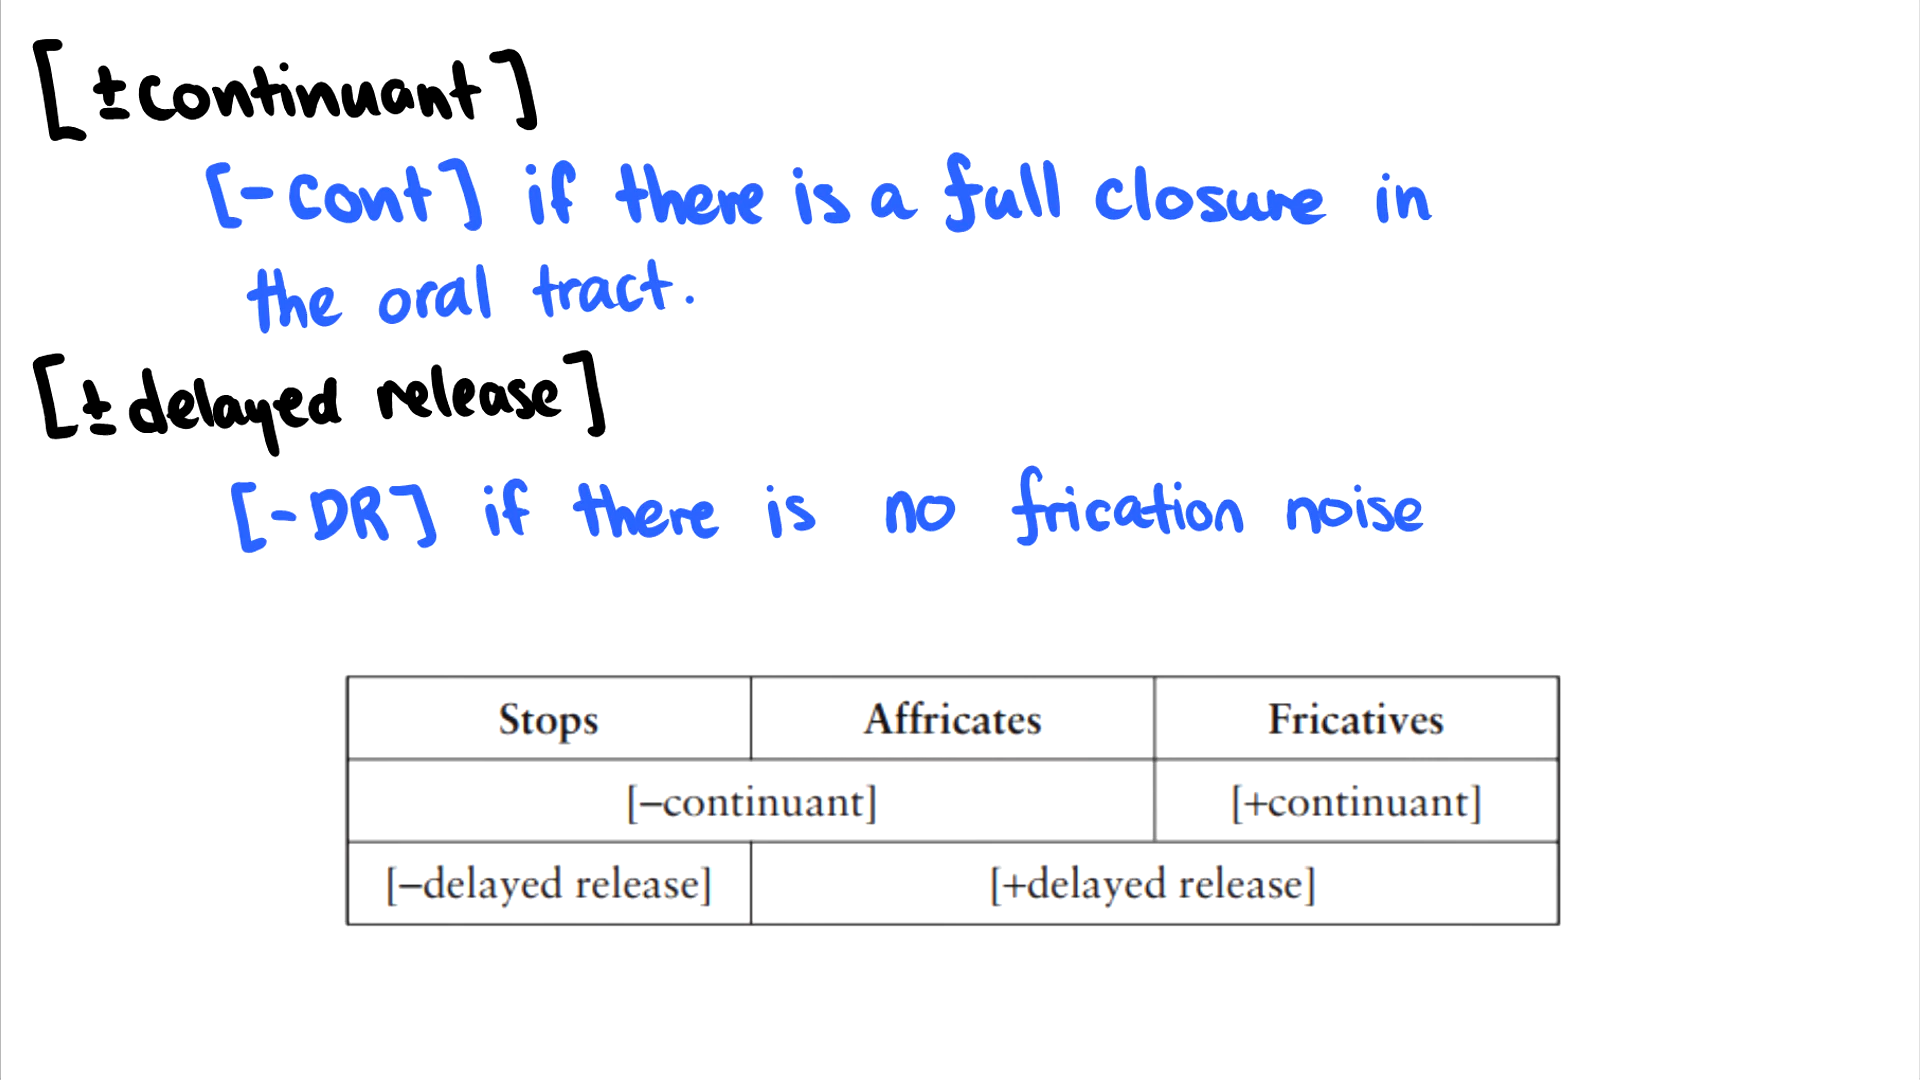 [±continuant]
[-cont] if there is a full closure in
the oral tract.
[±delayed release]
[-DR] if there is no frication noise
Stops Affricates Fricatives
[–continuant] [+continuant]
[–delayed release] [+delayed release]